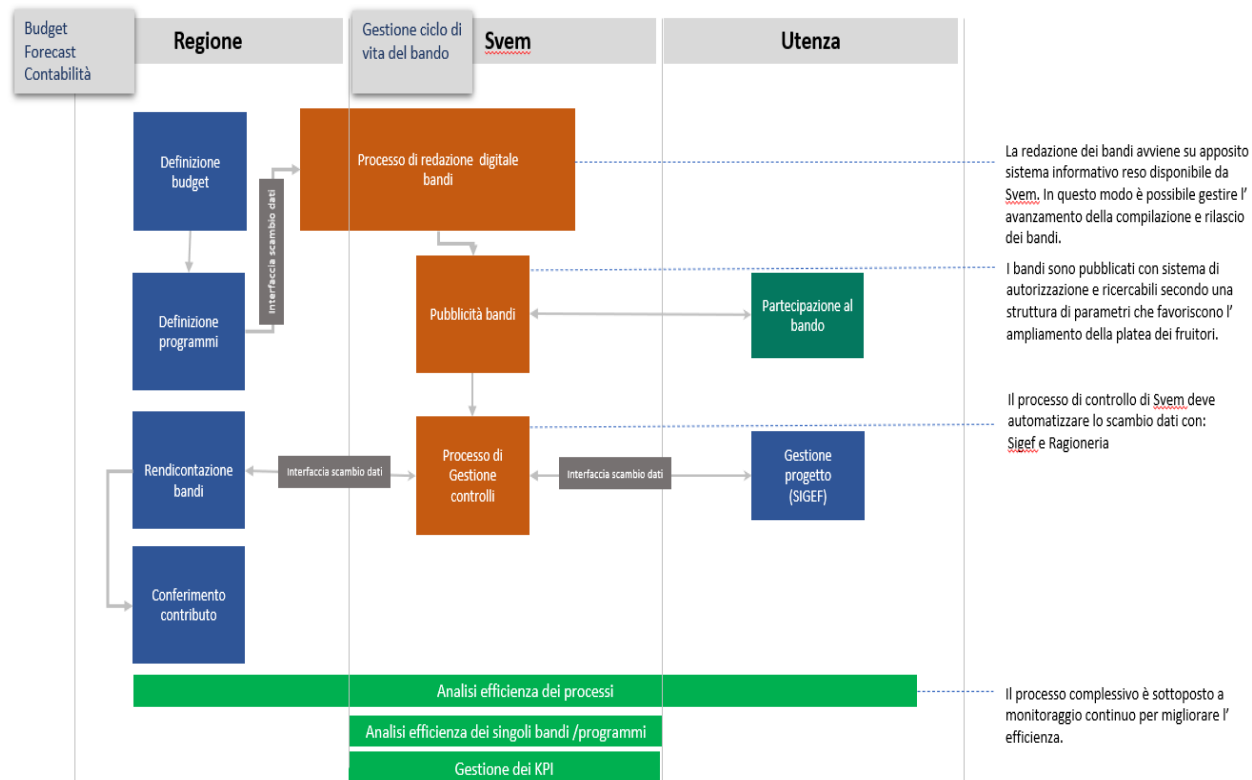 Budget
Forecast
Contabilità
Regione
Gestione ciclo di
vita del bando
Svem
Utenza
Definizione
budget
Processo di redazione digitale
bandi
La redazione dei bandi avviene su apposito
sistema informativo reso disponibile da
Svem. In questo modo è possibile gestire l'
avanzamento della compilazione e rilascio
dei bandi.
Interfaccia scambio dati
Definizione
programmi
Pubblicità bandi
Partecipazione al
bando
I bandi sono pubblicati con sistema di
autorizzazione e ricercabili secondo una
struttura di parametri che favoriscono l'
ampliamento della platea dei fruitori.
Rendicontazione
bandi
Interfaccia scambio dati
Processo di
Gestione
controlli
Interfaccia scambio dati
Gestione
progetto
(SIGEF)
Il processo di controllo di Svem deve
automatizzare lo scambio dati con:
Sigef e Ragioneria
Conferimento
contributo
Analisi efficienza dei processi
Il processo complessivo è sottoposto a
monitoraggio continuo per migliorare l'
efficienza.
Analisi efficienza dei singoli bandi /programmi
Gestione dei KPI